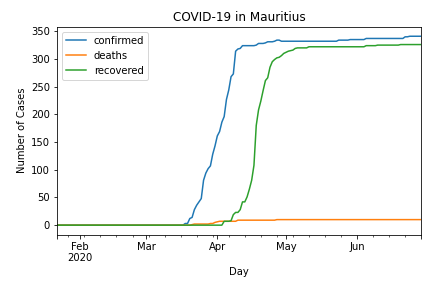 COVID-19 in Mauritius
350
300
250
200
150
100
50
0
Number of Cases
confirmed
deaths
recovered
Feb
2020
Mar
Apr
May
Jun
Day